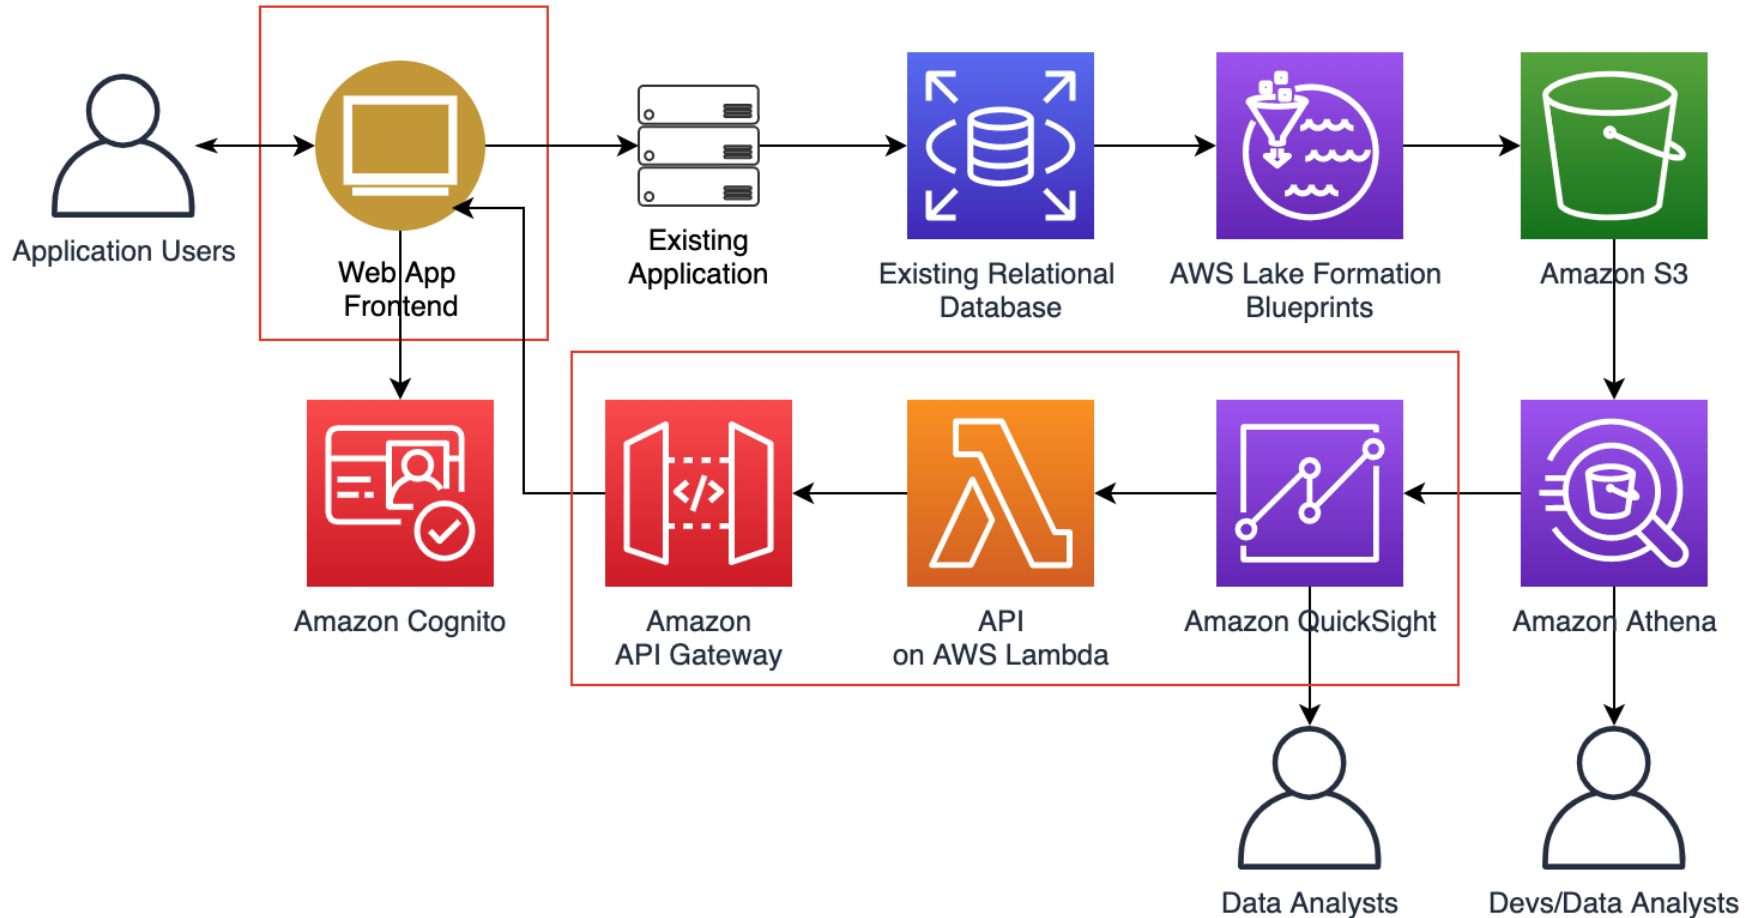 Application Users
Web App
Frontend
Existing
Application
Existing Relational
Database
AWS Lake Formation
Blueprints
Amazon S3
Amazon Cognito
Amazon
API Gateway
API
on AWS Lambda
Amazon QuickSight
Amazon Athena
Data Analysts
Devs/Data Analysts